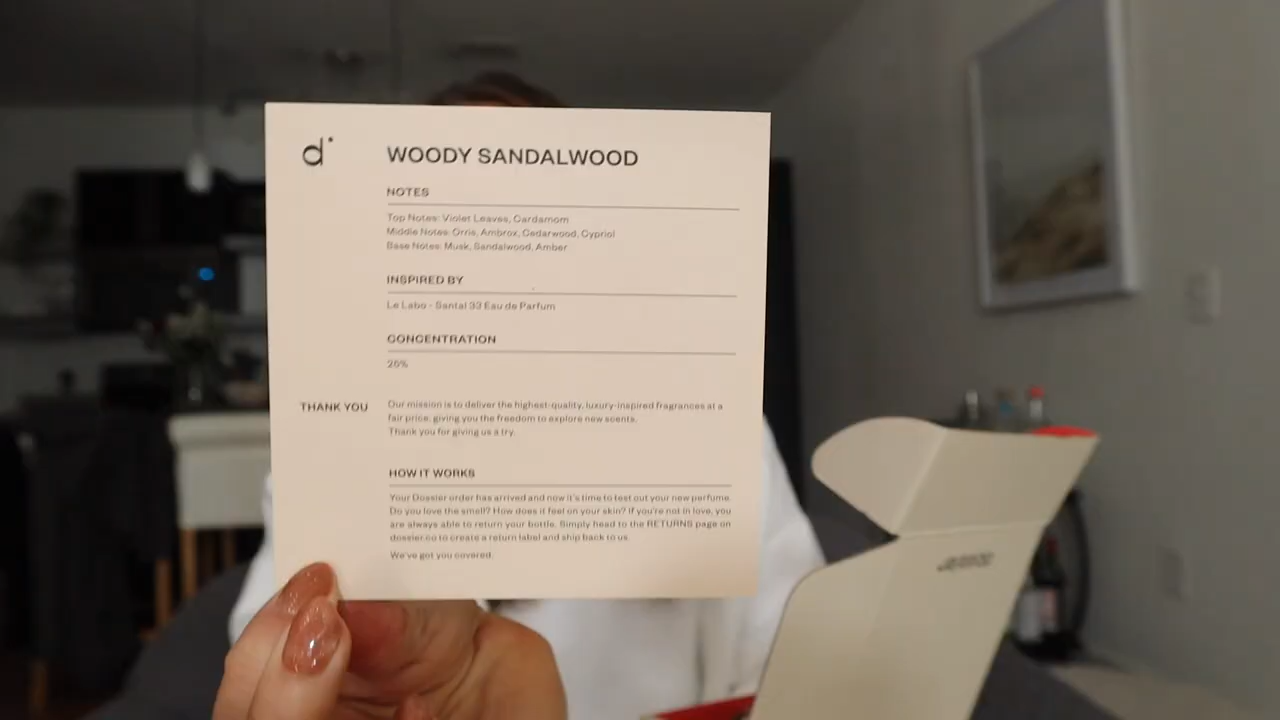 d'
WOODY SANDALWOOD
NOTES
Top Notes: Violet Leaves, Cardamom
Middle Notes: Orris, Ambrox, Cedarwood, Cypriol
Base Notes: Musk, Sandalwood, Amber
INSPIRED BY
Le Labo - Santal 33 Eau de Parfum
CONCENTRATION
20%
THANK YOU
Our mission is to deliver the highest-quality, luxury-inspired fragrances at a
fair price, giving you the freedom to explore new scents.
Thank you for giving us a try.
HOW IT WORKS
Your Dossier order has arrived and now it's time to test out your new perfume.
Do you love the smell? How does it feel on your skin? If you're not in love, you
are always able to return your bottle. Simply head to the RETURNS page on
dossier.co to create a return label and ship back to us.
We've got you covered.